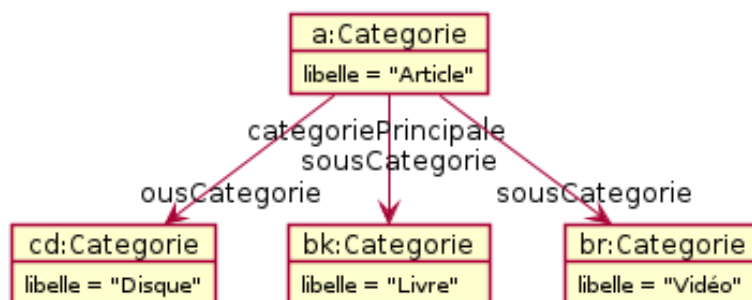 a:Categorie
libelle = "Article"
categoriePrincipale
sousCategorie
ousCategorie
sousCategorie
cd:Categorie
libelle = "Disque"
bk:Categorie
libelle = "Livre"
br:Categorie
libelle = "Vidéo"